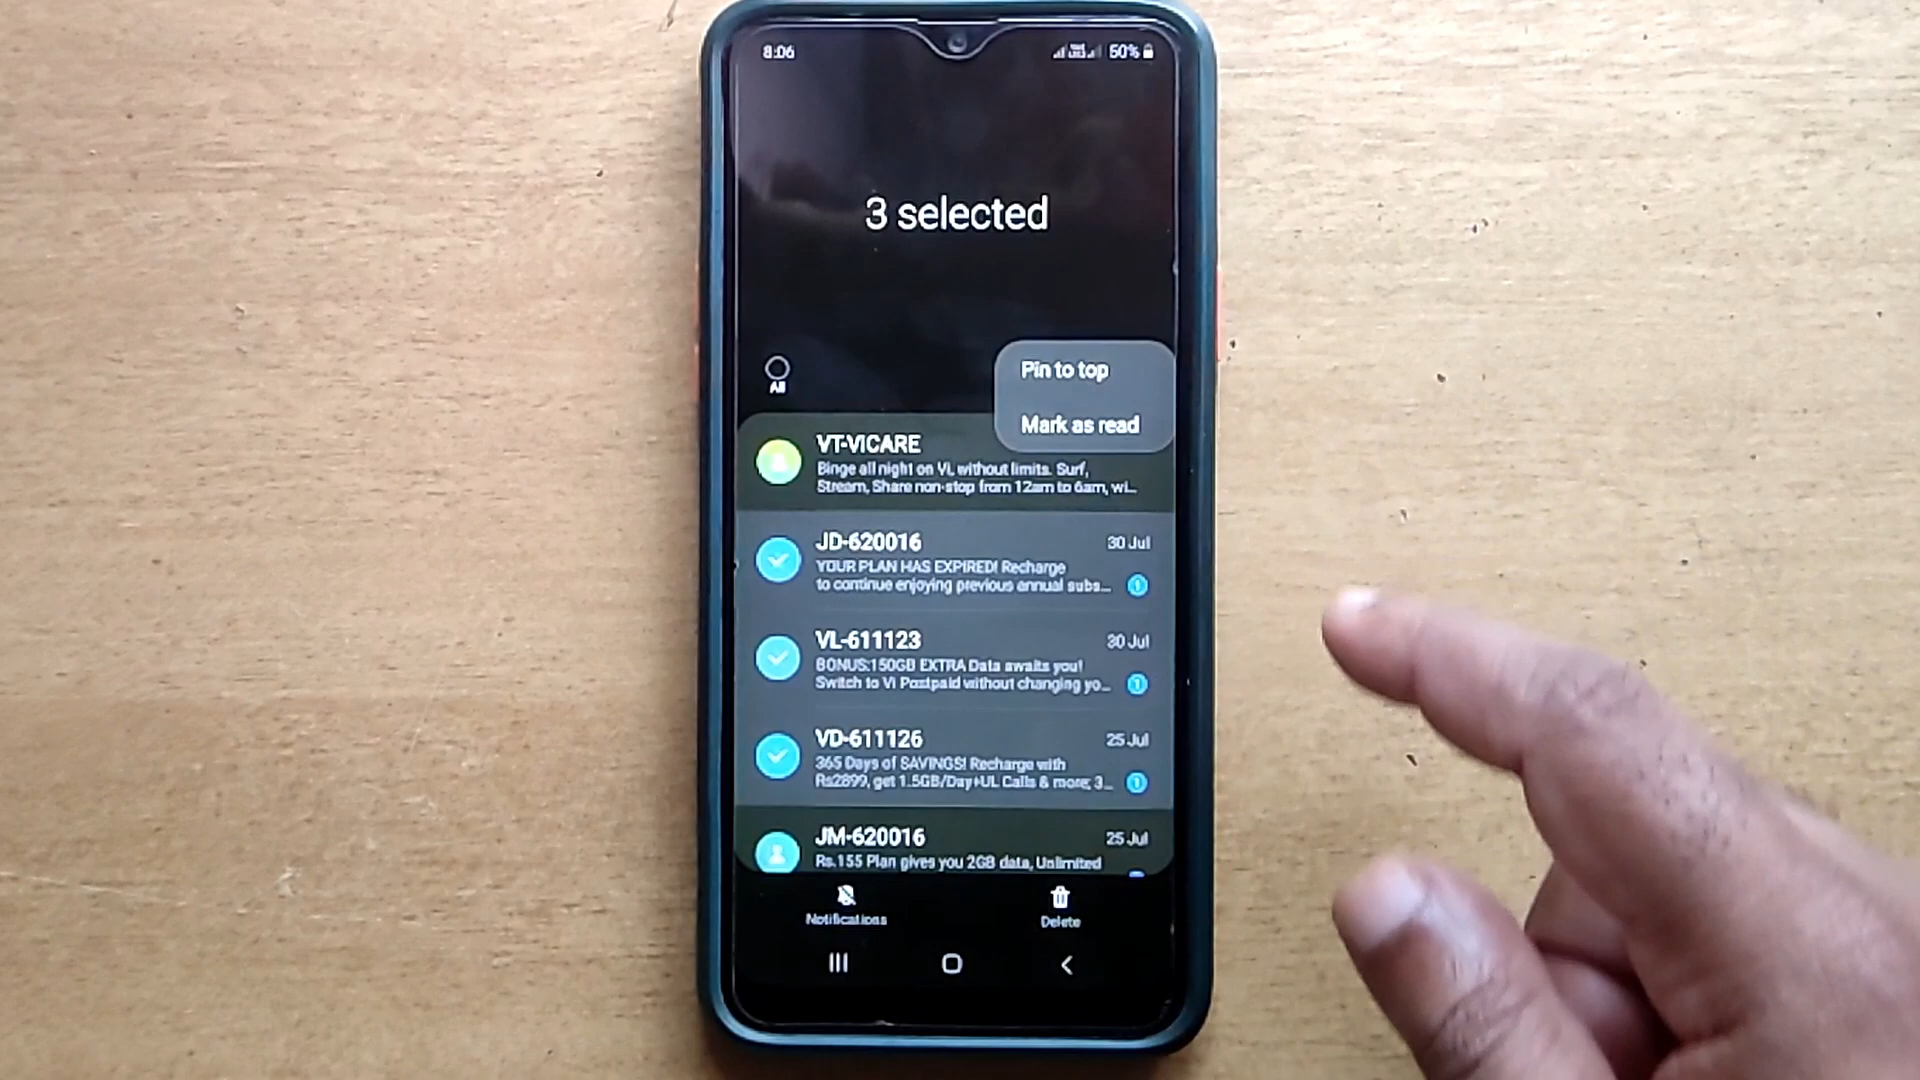 8:06
50%
3 selected
All
Pin to top
Mark as read
VT-VICARE
Binge all night on Vi, without limits. Surf,
Stream, Share non-stop from 12am to 6am, wi...
JD-620016
30 Jul
YOUR PLAN HAS EXPIRED! Recharge
to continue enjoying previous annual subs...
1
VL-611123
30 Jul
BONUS:150GB EXTRA Data awaits you!
Switch to Vi Postpaid without changing yo...
1
VD-611126
25 Jul
365 Days of SAVINGS! Recharge with
Rs2899, get 1.5GB/Day+UL Calls & more; 3...
1
JM-620016
25 Jul
Rs.155 Plan gives you 2GB data, Unlimited
Notifications
Delete